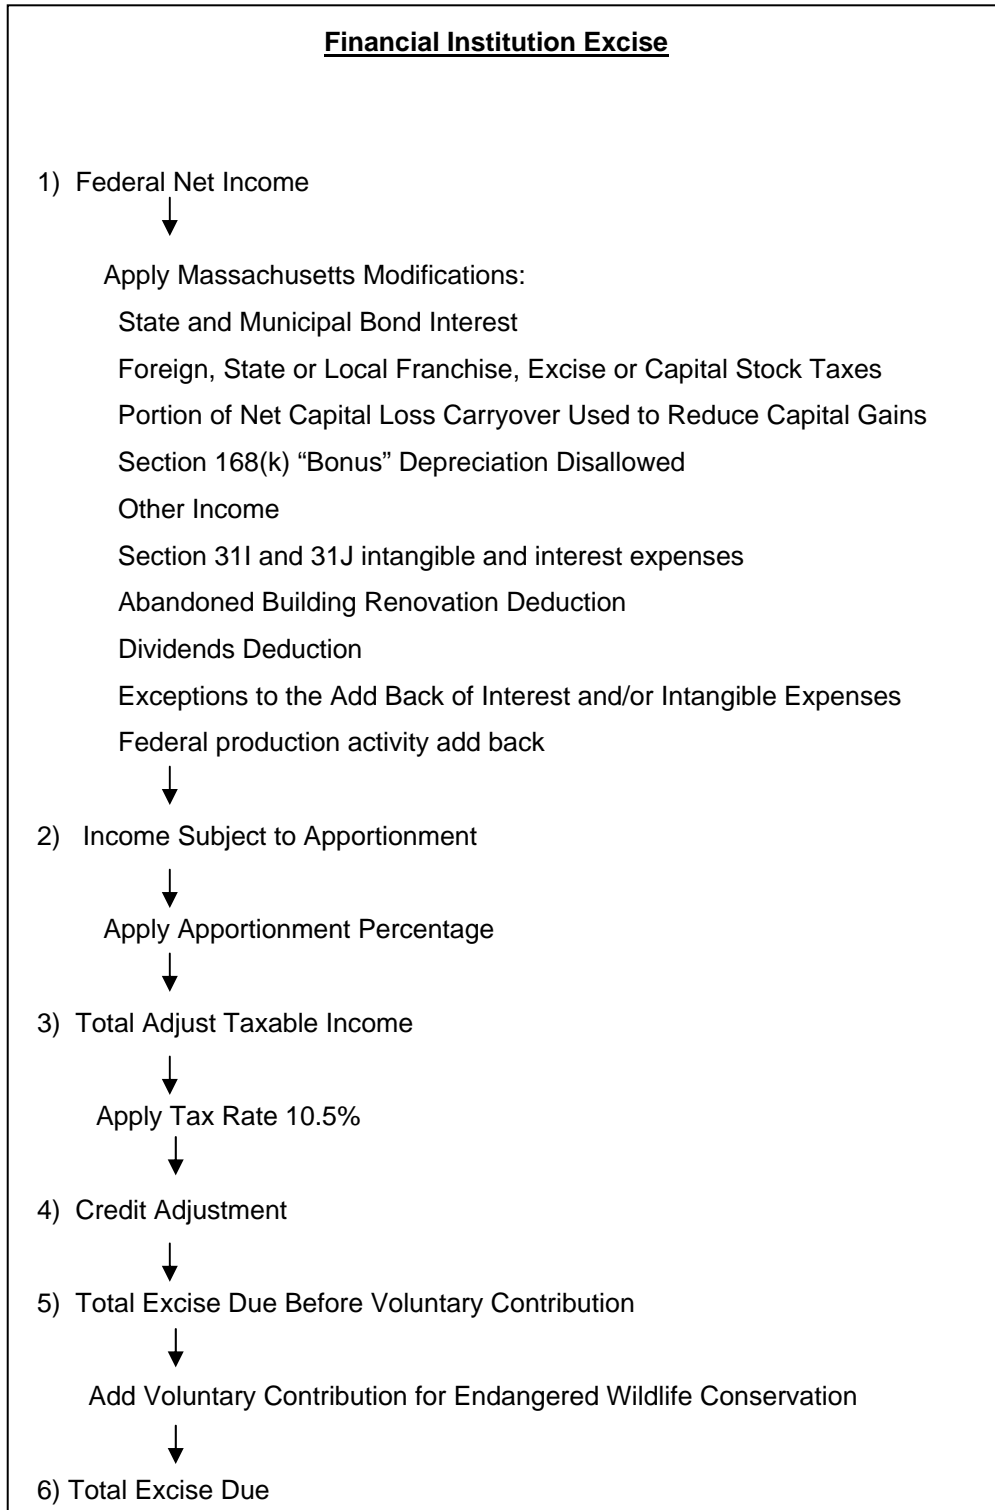 Financial Institution Excise
1) Federal Net Income
Apply Massachusetts Modifications:
State and Municipal Bond Interest
Foreign, State or Local Franchise, Excise or Capital Stock Taxes
Portion of Net Capital Loss Carryover Used to Reduce Capital Gains
Section 168(k) “Bonus” Depreciation Disallowed
Other Income
Section 31I and 31J intangible and interest expenses
Abandoned Building Renovation Deduction
Dividends Deduction
Exceptions to the Add Back of Interest and/or Intangible Expenses
Federal production activity add back
2) Income Subject to Apportionment
Apply Apportionment Percentage
3) Total Adjust Taxable Income
Apply Tax Rate 10.5%
4) Credit Adjustment
5) Total Excise Due Before Voluntary Contribution
Add Voluntary Contribution for Endangered Wildlife Conservation
6) Total Excise Due